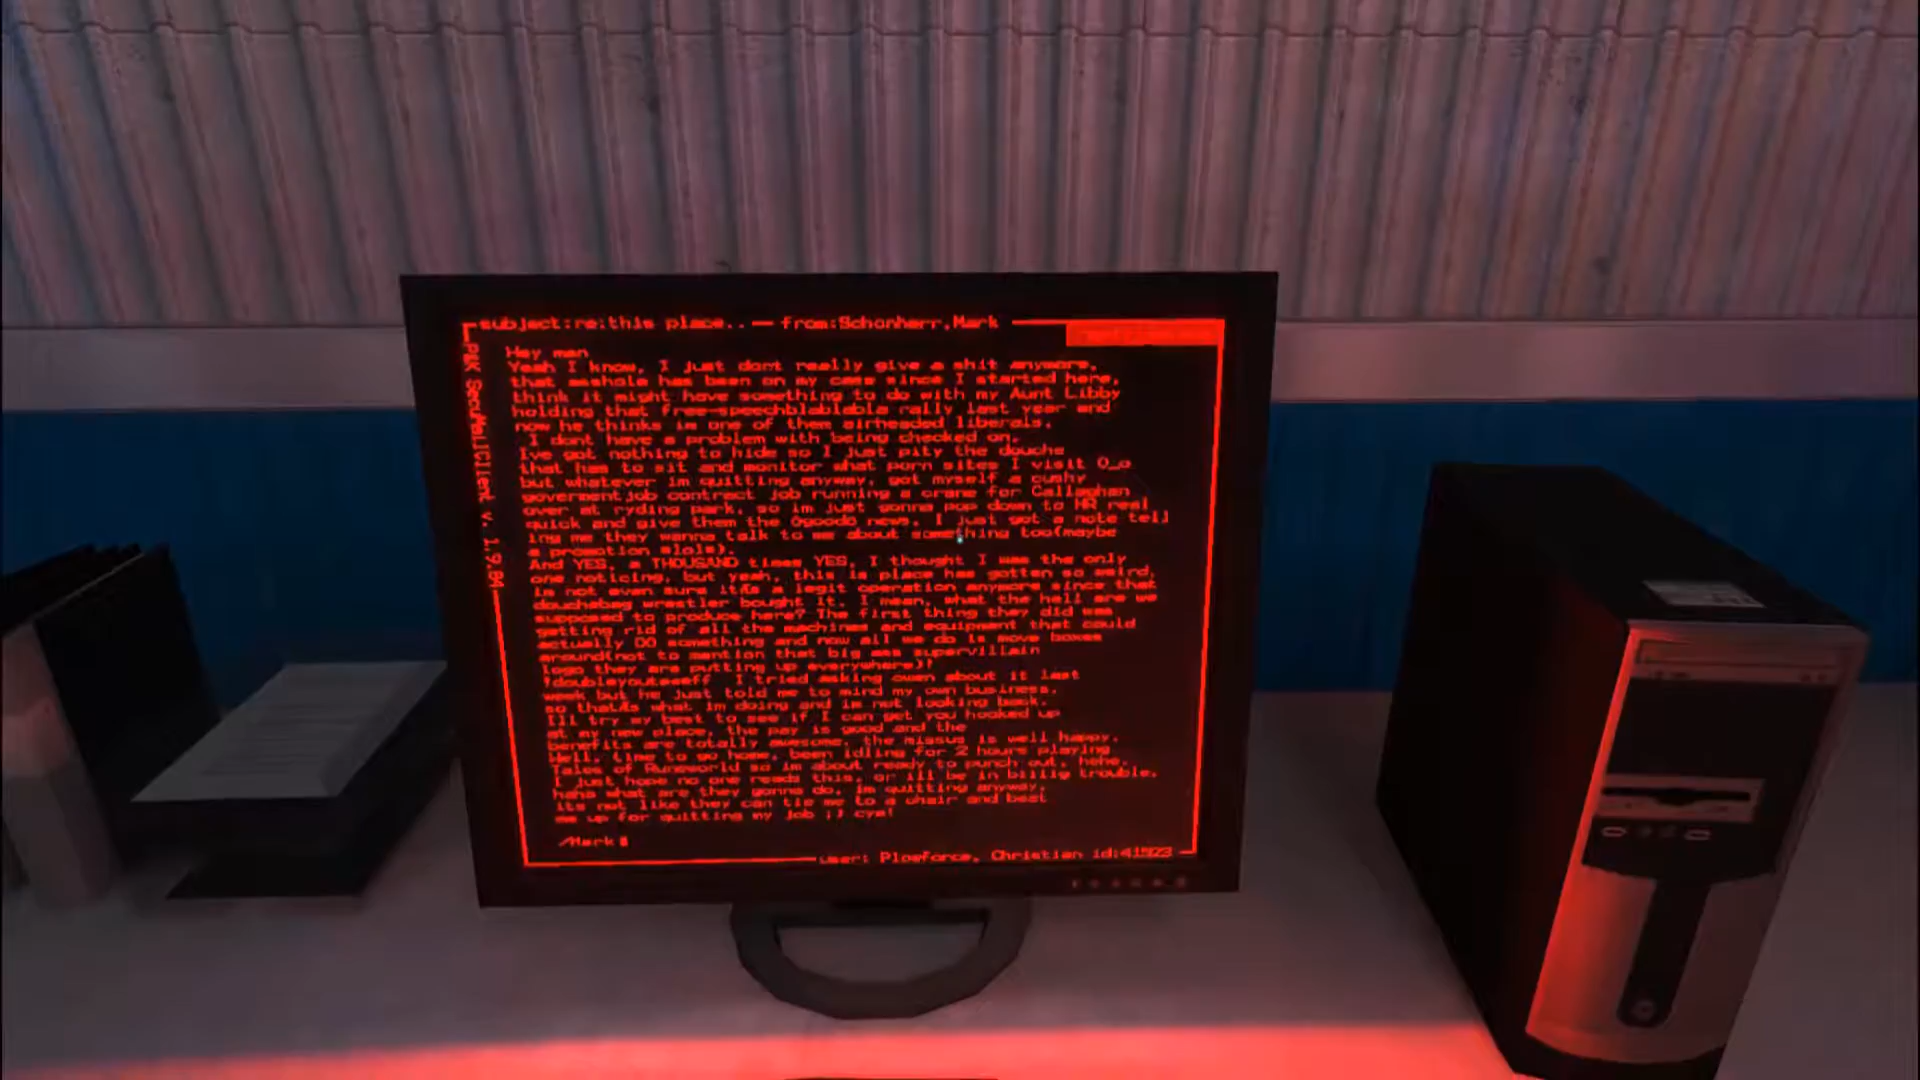 subject:re:this place..— from:Schonherr,Mark
PKK SecuMailClient v. 1.9.84
Hey man
Yeah I know, I just dont really give a shit anymore,
that asshole has been on my case since I started here,
think it might have something to do with my Aunt Libby
holding that free-speechblablabla rally last year and
now he thinks im one of them airheaded liberals.
I dont have a problem with being checked on,
Ive got nothing to hide so I just pity the douche
that has to sit and monitor what porn sites I visit O_o
but whatever im quitting anyway, got myself a cushy
govermentjob contract job running a crane for Callaghan
over at ryding park, so im just gonna pop down to HR real
quick and give them the ôgoodö news, I just got a note tell
ing me they wanna talk to me about something too(maybe
a promotion *lol*).
And YES, a THOUSAND times YES, I thought I was the only
one noticing, but yeah, this is place has gotten so weird,
im not even sure itÆs a legit operation anymore since that
douchebag wrestler bought it. I mean, what the hell are we
supposed to produce here? The first thing they did was
getting rid of all the machines and equipment that could
actually DO something and now all we do is move boxes
around(not to mention that big ass supervillain
logo they are putting up everywhere)!
!doubleyouteeeff. I tried asking owen about it last
week but he just told me to mind my own business,
so thatÆs what im doing and im not looking back.
I'll try my best to see if I can get you hooked up
at my new place, the pay is good and the
benefits are totally awesome, the missus is well happy.
Well, time to go home, been idling for 2 hours playing
Tales of Runeworld so im about ready to punch out, hehe.
I just hope no one reads this, or ill be in biiiig trouble,
haha what are they gonna do, im quitting anyway,
its not like they can tie me to a chair and beat
me up for quitting my job ;) cya!
/Mark
user: Plowforce, Christian id:41923